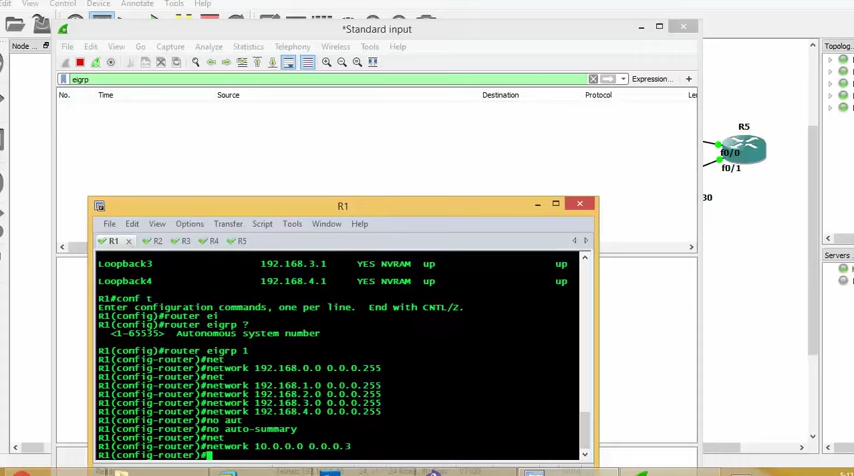 Edit
View
Control
Device
Annotate
Tools
Help
*Standard input
File Edit View Go Capture Analyze Statistics Telephony Wireless Tools Help
eigrp
Expression... +
No. Time Source Destination Protocol
Node ...
Topolog...
R5
f0/0
f0/1
30
Servers
R1
File Edit View Options Transfer Script Tools Window Help
R1 R2 R3 R4 R5
Loopback3 192.168.3.1 YES NVRAM up up
Loopback4 192.168.4.1 YES NVRAM up up
R1#conf t
Enter configuration commands, one per line. End with CNTL/Z.
R1(config)#router ei
R1(config)#router eigrp ?
<1-65535> Autonomous system number
R1(config)#router eigrp 1
R1(config-router)#net
R1(config-router)#network 192.168.0.0 0.0.0.255
R1(config-router)#net
R1(config-router)#network 192.168.1.0 0.0.0.255
R1(config-router)#network 192.168.2.0 0.0.0.255
R1(config-router)#network 192.168.3.0 0.0.0.255
R1(config-router)#network 192.168.4.0 0.0.0.255
R1(config-router)#no aut
R1(config-router)#no auto-summary
R1(config-router)#net
R1(config-router)#network 10.0.0.0 0.0.0.3
R1(config-router)#